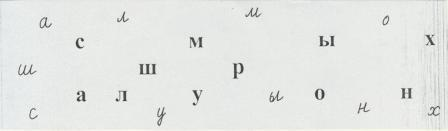 а л м о
с м ы х
ш ш р
а л у ы о н
с у н х